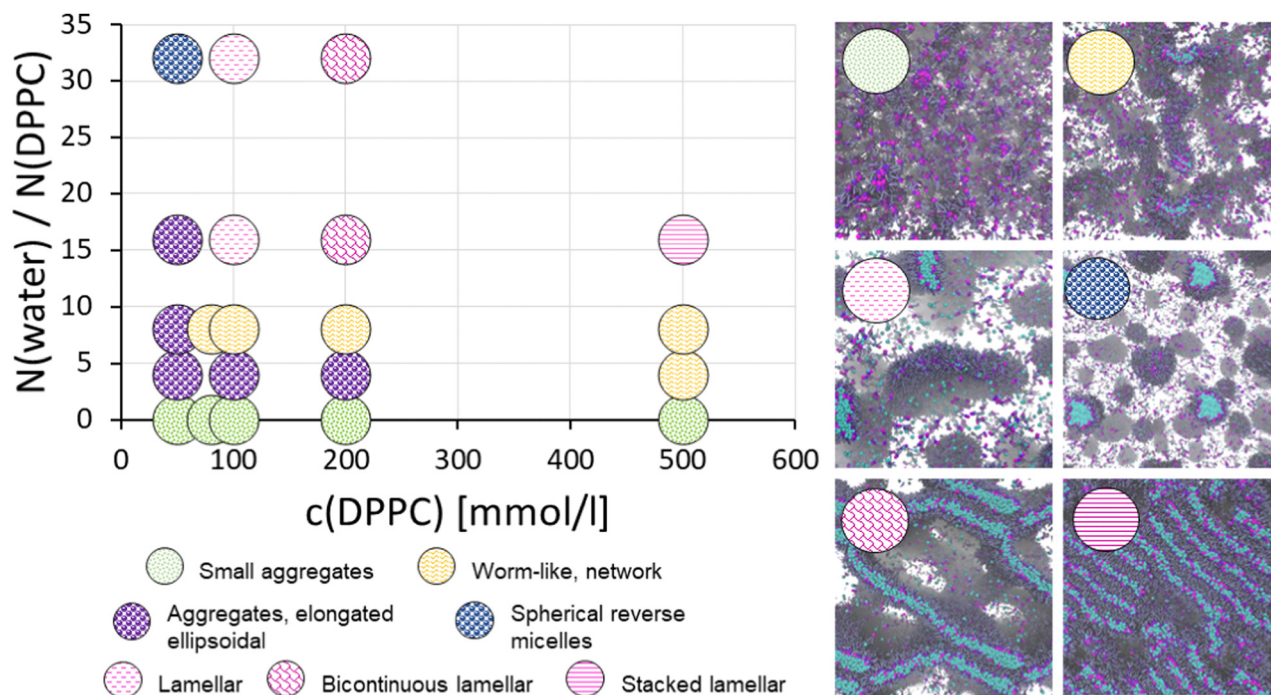 N(water) / N(DPPC)
35
30
25
20
15
10
5
0
0 100 200 300 400 500 600
c(DPPC) [mmol/l]
Small aggregates
Worm-like, network
Aggregates, elongated
ellipsoidal
Spherical reverse
micelles
Lamellar
Bicontinuous lamellar
Stacked lamellar